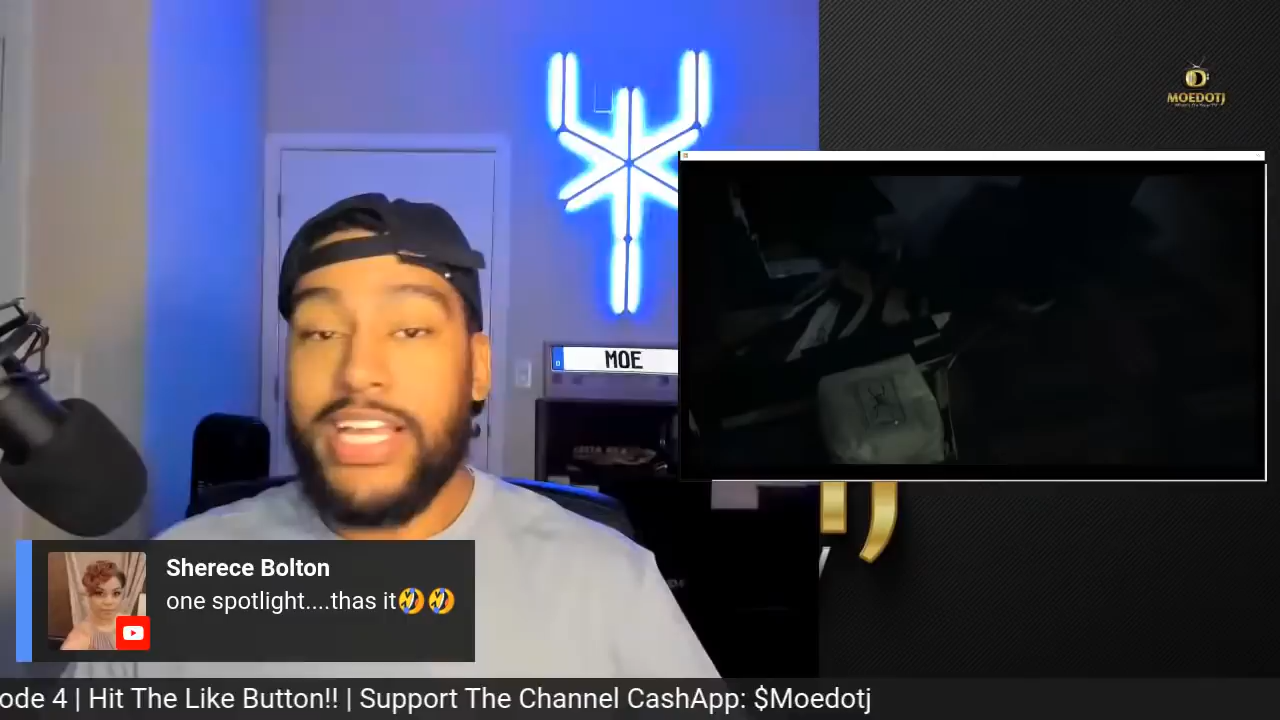 MOEDOTJ
MOE
Sherece Bolton
one spotlight....thas it🤣🤣
ode 4 | Hit The Like Button!! | Support The Channel CashApp: $Moedotj